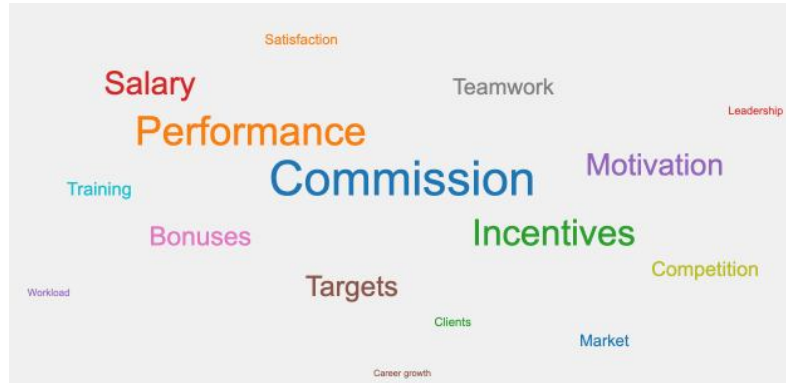 Satisfaction
Salary
Teamwork
Leadership
Performance
Motivation
Commission
Training
Incentives
Bonuses
Competition
Targets
Workload
Clients
Market
Career growth